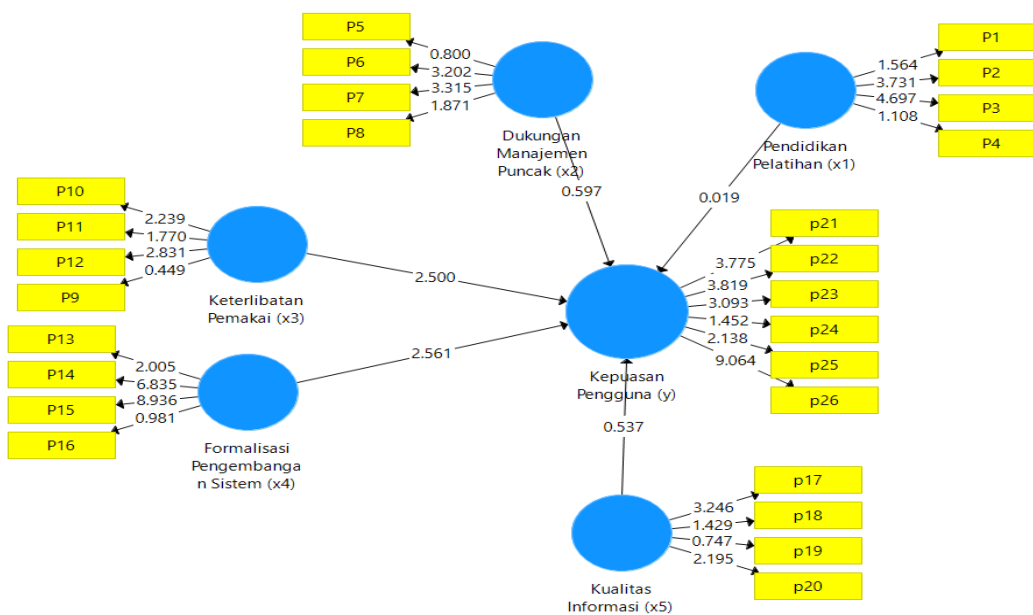 P5
P6
P7
P8
0.800
3.202
3.315
1.871
Dukungan
Manajemen
Puncak (x2)
0.597
P1
P2
P3
P4
1.564
3.731
4.697
1.108
Pendidikan
Pelatihan (x1)
0.019
P10
P11
P12
P9
2.239
1.770
2.831
0.449
Keterlibatan
Pemakai (x3)
2.500
P13
P14
P15
P16
2.005
6.835
8.936
0.981
Formalisasi
Pengembanga
n Sistem (x4)
2.561
p21
p22
p23
p24
p25
p26
3.775
3.819
3.093
1.452
2.138
9.064
Kepuasan
Pengguna (y)
0.537
p17
p18
p19
p20
3.246
1.429
0.747
2.195
Kualitas
Informasi (x5)